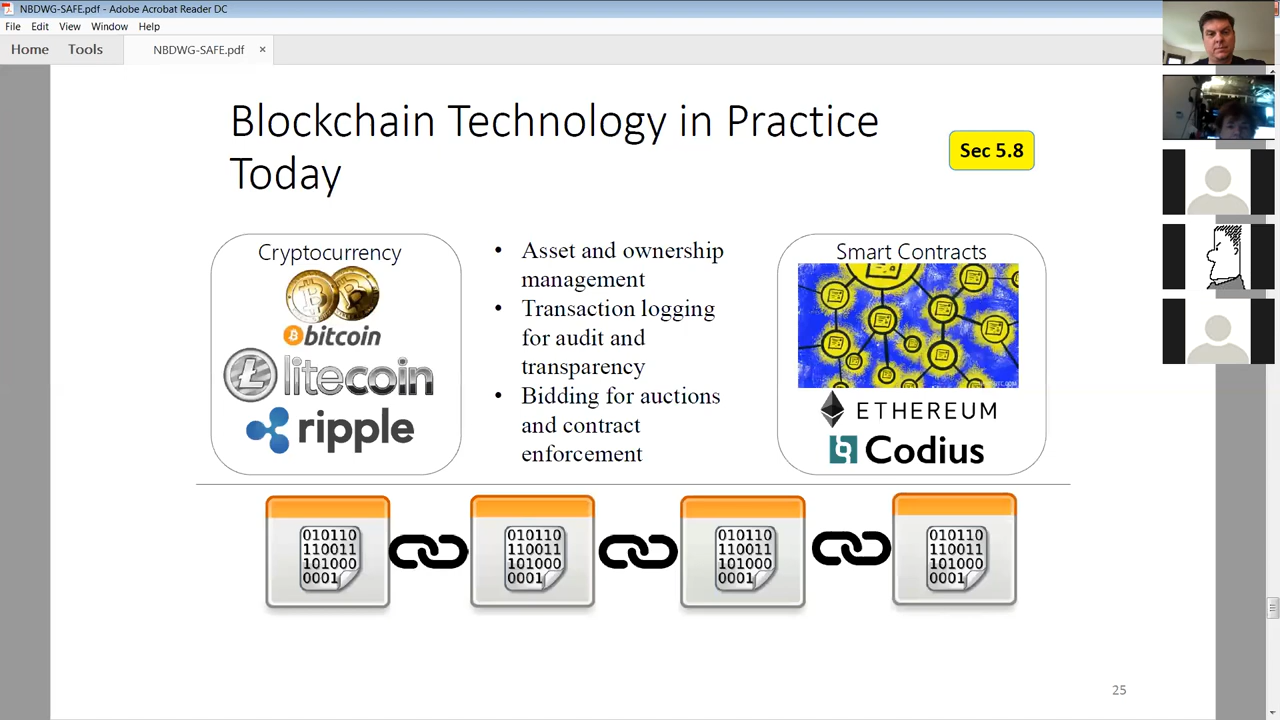 NBDWG-SAFE.pdf - Adobe Acrobat Reader DC
File Edit View Window Help
Home Tools NBDWG-SAFE.pdf ×
Blockchain Technology in Practice
Today
Sec 5.8
Cryptocurrency
bitcoin
litecoin
ripple
• Asset and ownership
management
• Transaction logging
for audit and
transparency
• Bidding for auctions
and contract
enforcement
Smart Contracts
ETHEREUM
Codius
010110
110011
101000
0001
010110
110011
101000
0001
010110
110011
101000
0001
010110
110011
101000
0001
25